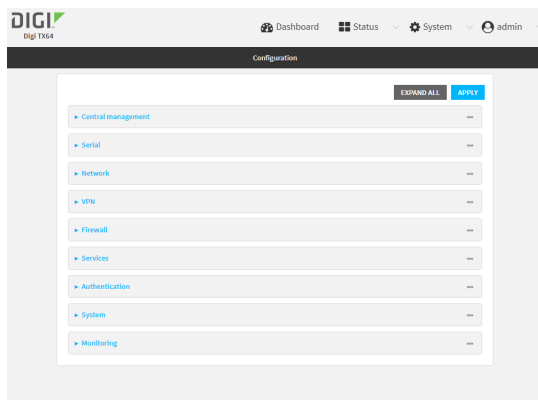 DIGI
Digi TX64
Dashboard Status System admin
Configuration
EXPAND ALL APPLY
Central management
Serial
Network
VPN
Firewall
Services
Authentication
System
Monitoring